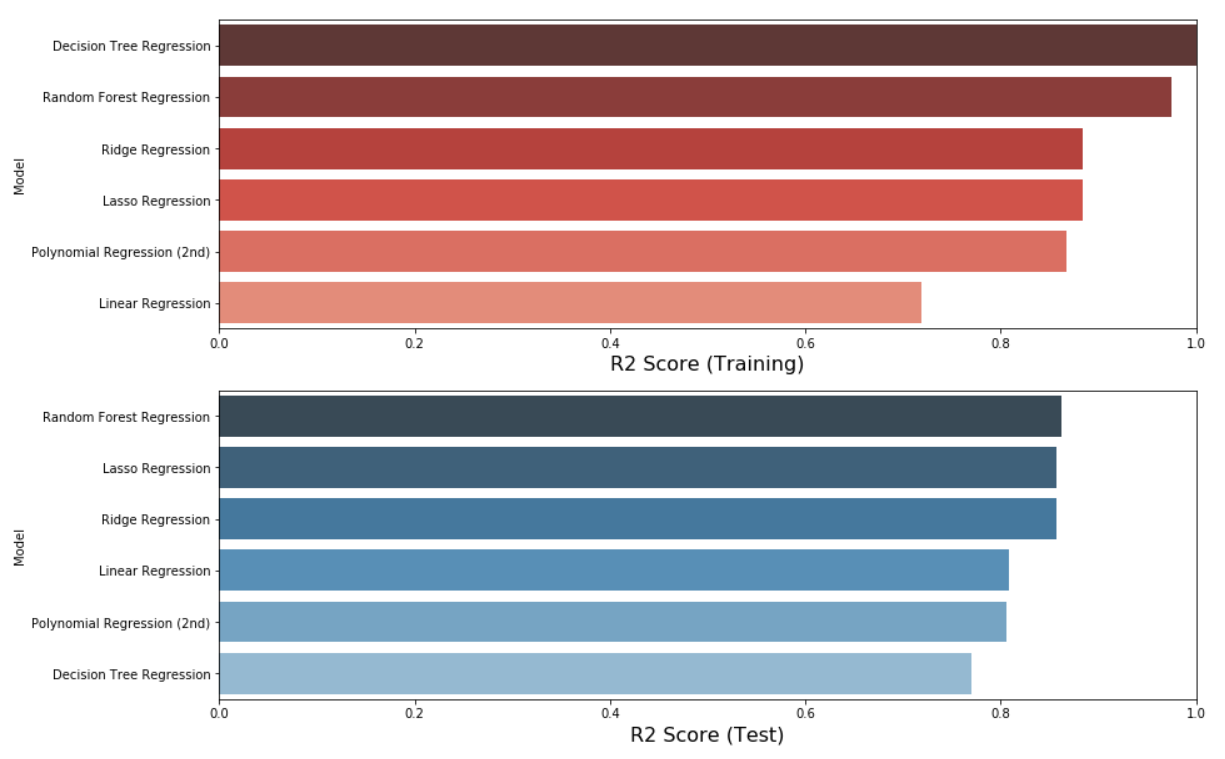 Decision Tree Regression
Random Forest Regression
Ridge Regression
Lasso Regression
Polynomial Regression (2nd)
Linear Regression
Model
0.0 0.2 0.4 0.6 0.8 1.0
R2 Score (Training)
Random Forest Regression
Lasso Regression
Ridge Regression
Linear Regression
Polynomial Regression (2nd)
Decision Tree Regression
Model
0.0 0.2 0.4 0.6 0.8 1.0
R2 Score (Test)